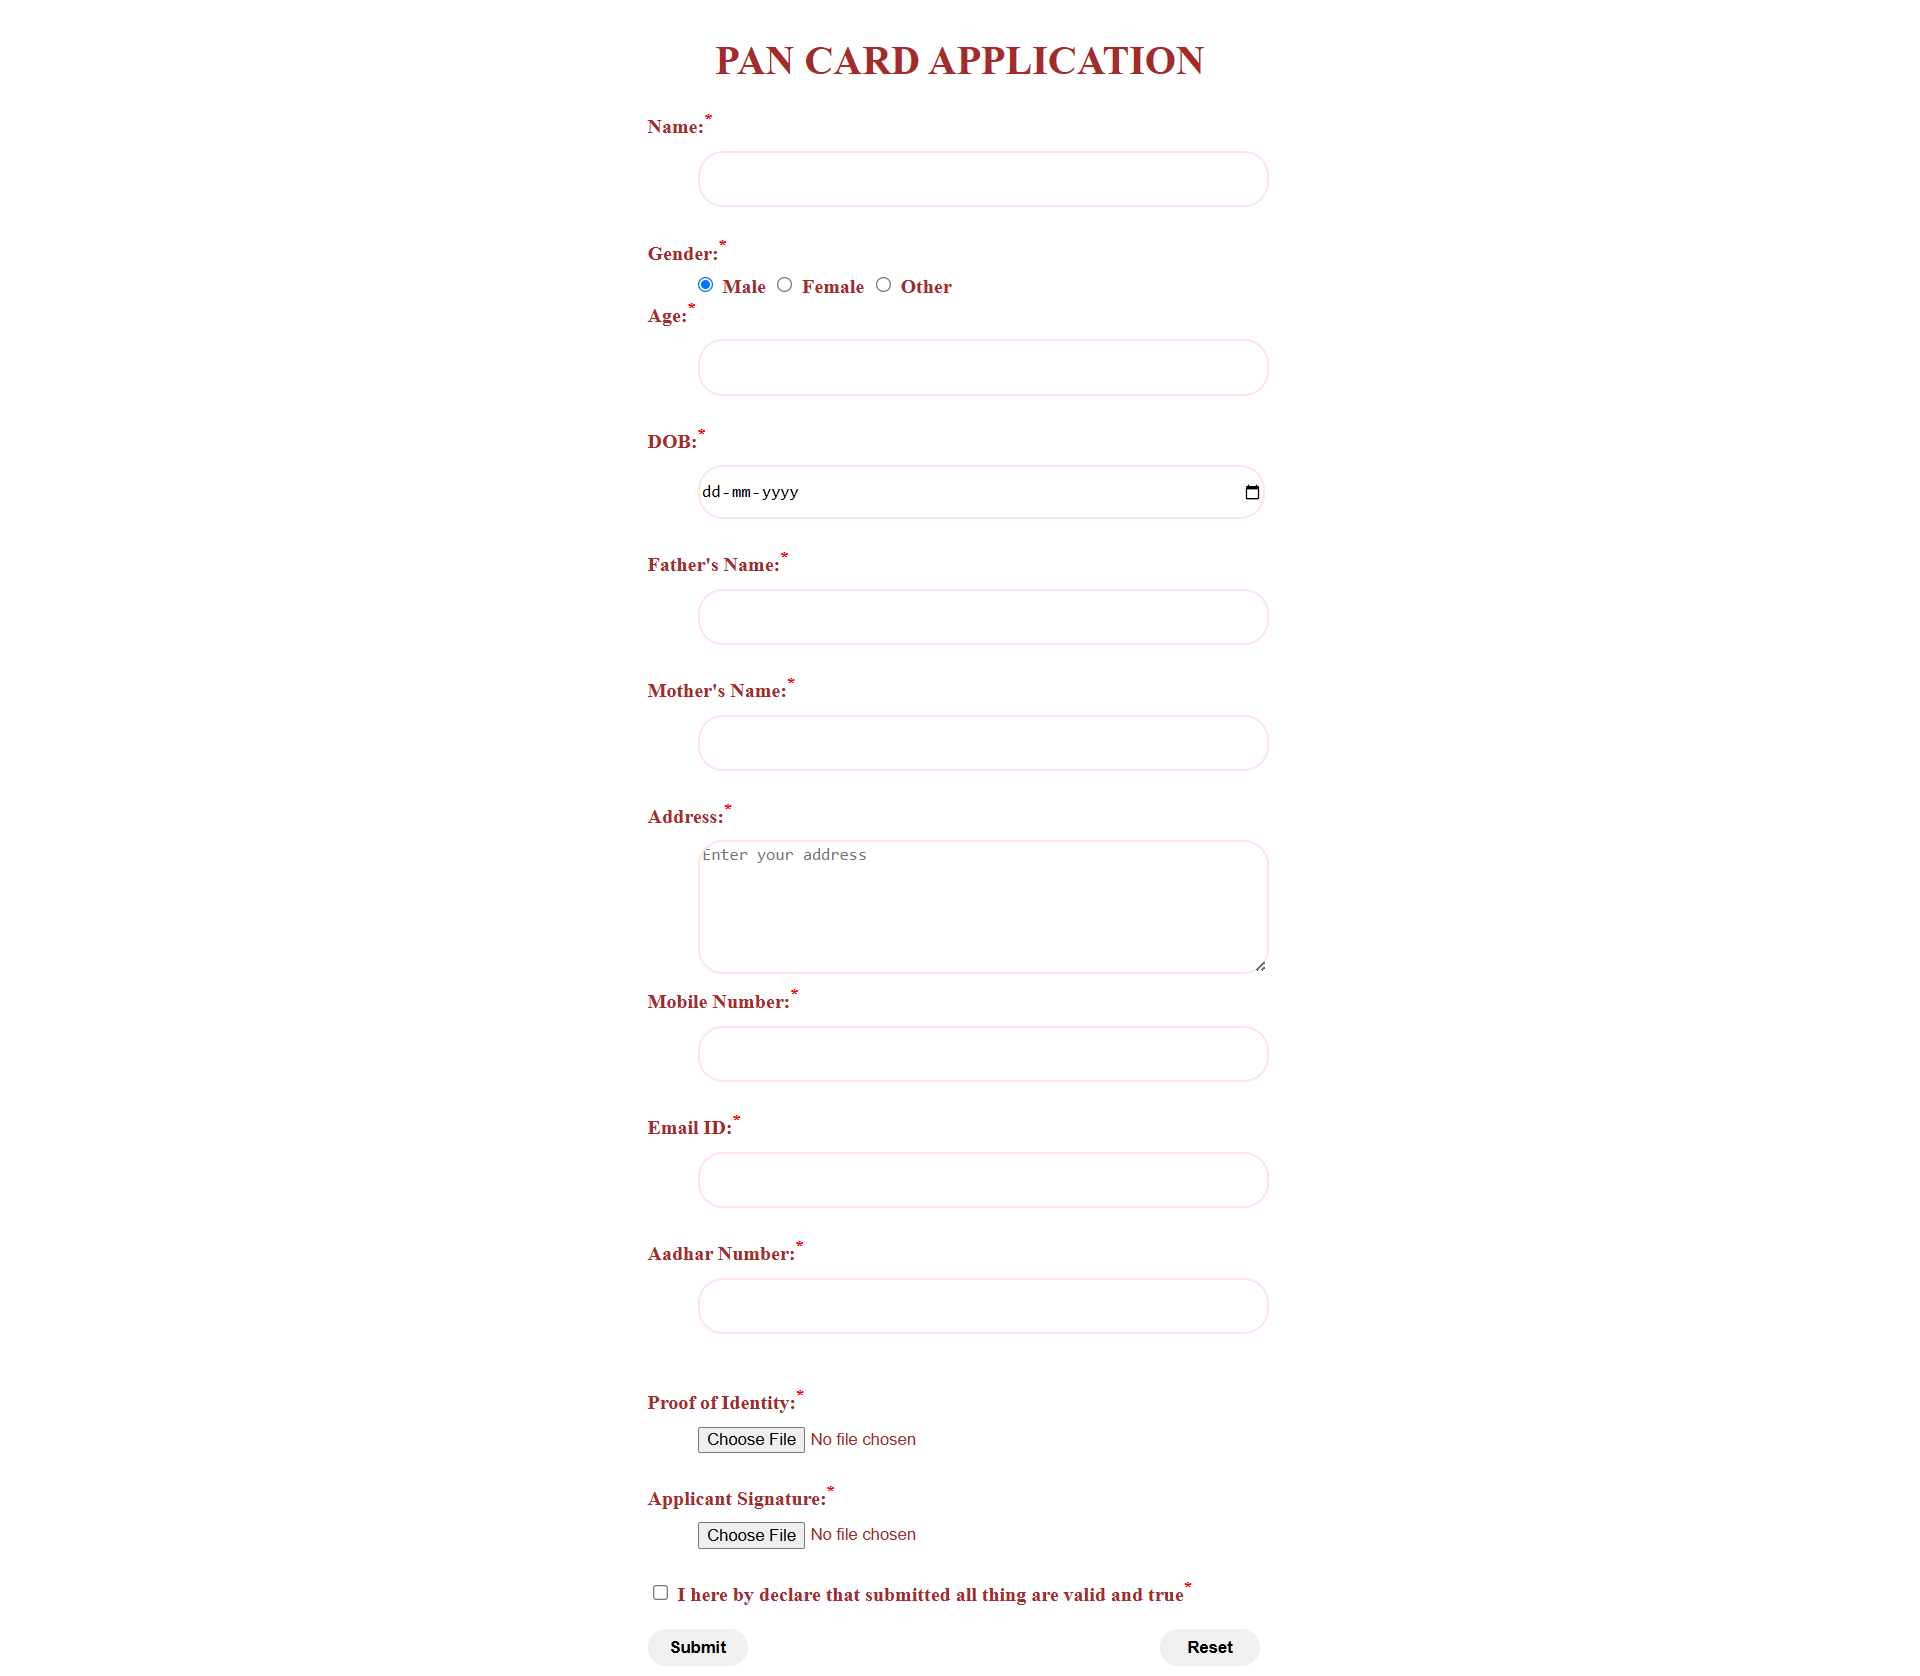 PAN CARD APPLICATION
Name:*
Gender:*
Male Female Other
Age:*
DOB:*
dd-mm-yyyy
Father's Name:*
Mother's Name:*
Address:*
Enter your address
Mobile Number:*
Email ID:*
Aadhar Number:*
Proof of Identity:*
Choose File No file chosen
Applicant Signature:*
Choose File No file chosen
I here by declare that submitted all thing are valid and true*
Submit Reset